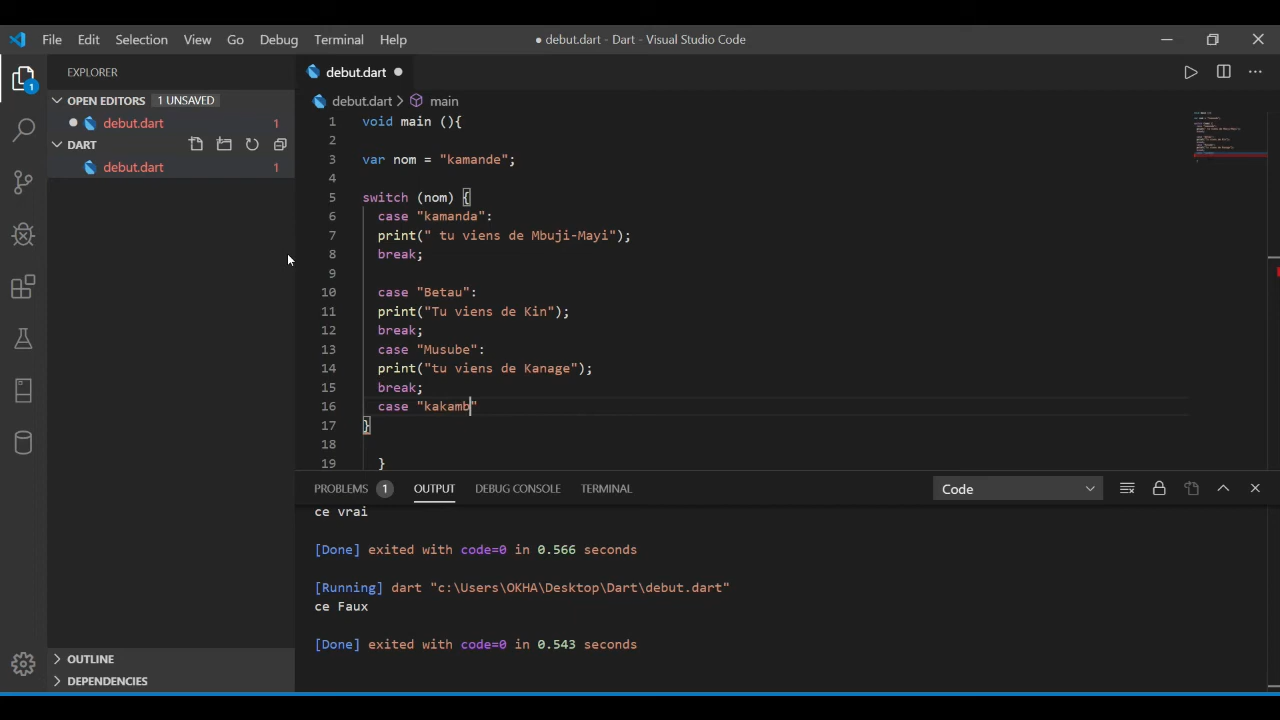 File Edit Selection View Go Debug Terminal Help
● debut.dart - Dart - Visual Studio Code
EXPLORER
OPEN EDITORS 1 UNSAVED
debut.dart 1
DART
debut.dart 1
OUTLINE
DEPENDENCIES
1
debut.dart
debut.dart > main
1 void main (){
2
3 var nom = "kamande";
4
5 switch (nom) {
6 case "kamanda":
7 print(" tu viens de Mbuji-Mayi");
8 break;
9
10 case "Betau":
11 print("Tu viens de Kin");
12 break;
13 case "Musube":
14 print("tu viens de Kanage");
15 break;
16 case "kakamb"
17 }
18
19 }
PROBLEMS 1 OUTPUT DEBUG CONSOLE TERMINAL Code
ce vrai
[Done] exited with code=0 in 0.566 seconds
[Running] dart "c:\Users\OKHA\Desktop\Dart\debut.dart"
ce Faux
[Done] exited with code=0 in 0.543 seconds